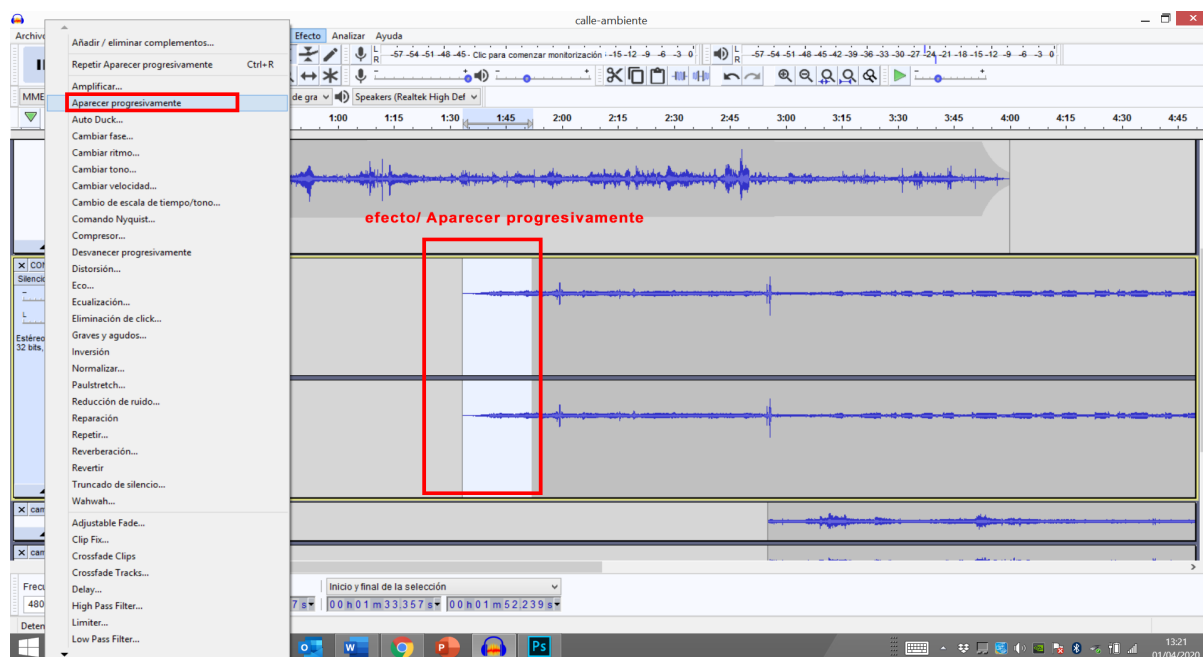 calle-ambiente
Efecto Analizar Ayuda
Añadir / eliminar complementos...
Repetir Aparecer progresivamente Ctrl+R
Amplificar...
Aparecer progresivamente
Auto Duck...
Cambiar fase...
Cambiar ritmo...
Cambiar tono...
Cambiar velocidad...
Cambio de escala de tiempo/tono...
Comando Nyquist...
Compresor...
Desvanecer progresivamente
Distorsión...
Eco...
Ecualización...
Eliminación de click...
Graves y agudos...
Inversión
Normalizar...
Paulstretch...
Reducción de ruido...
Reparación
Repetir...
Reverberación...
Revertir
Truncado de silencio...
Wahwah...
Adjustable Fade...
Clip Fix...
Crossfade Clips
Crossfade Tracks...
Delay...
High Pass Filter...
Limiter...
Low Pass Filter...
L
R
-57 -54 -51 -48 -45 - Clic para comenzar monitorización -15 -12 -9 -6 -3 0
L
R
-57 -54 -51 -48 -45 -42 -39 -36 -33 -30 -27 -24 -21 -18 -15 -12 -9 -6 -3 0
MME
de gra
Speakers (Realtek High Def
1:00 1:15 1:30 1:45 2:00 2:15 2:30 2:45 3:00 3:15 3:30 3:45 4:00 4:15 4:30 4:45
efecto/ Aparecer progresivamente
32 bits,
Inicio y final de la selección
480
7 s
00 h 01 m 33.357 s
00 h 01 m 52.239 s
13:21
01/04/2020